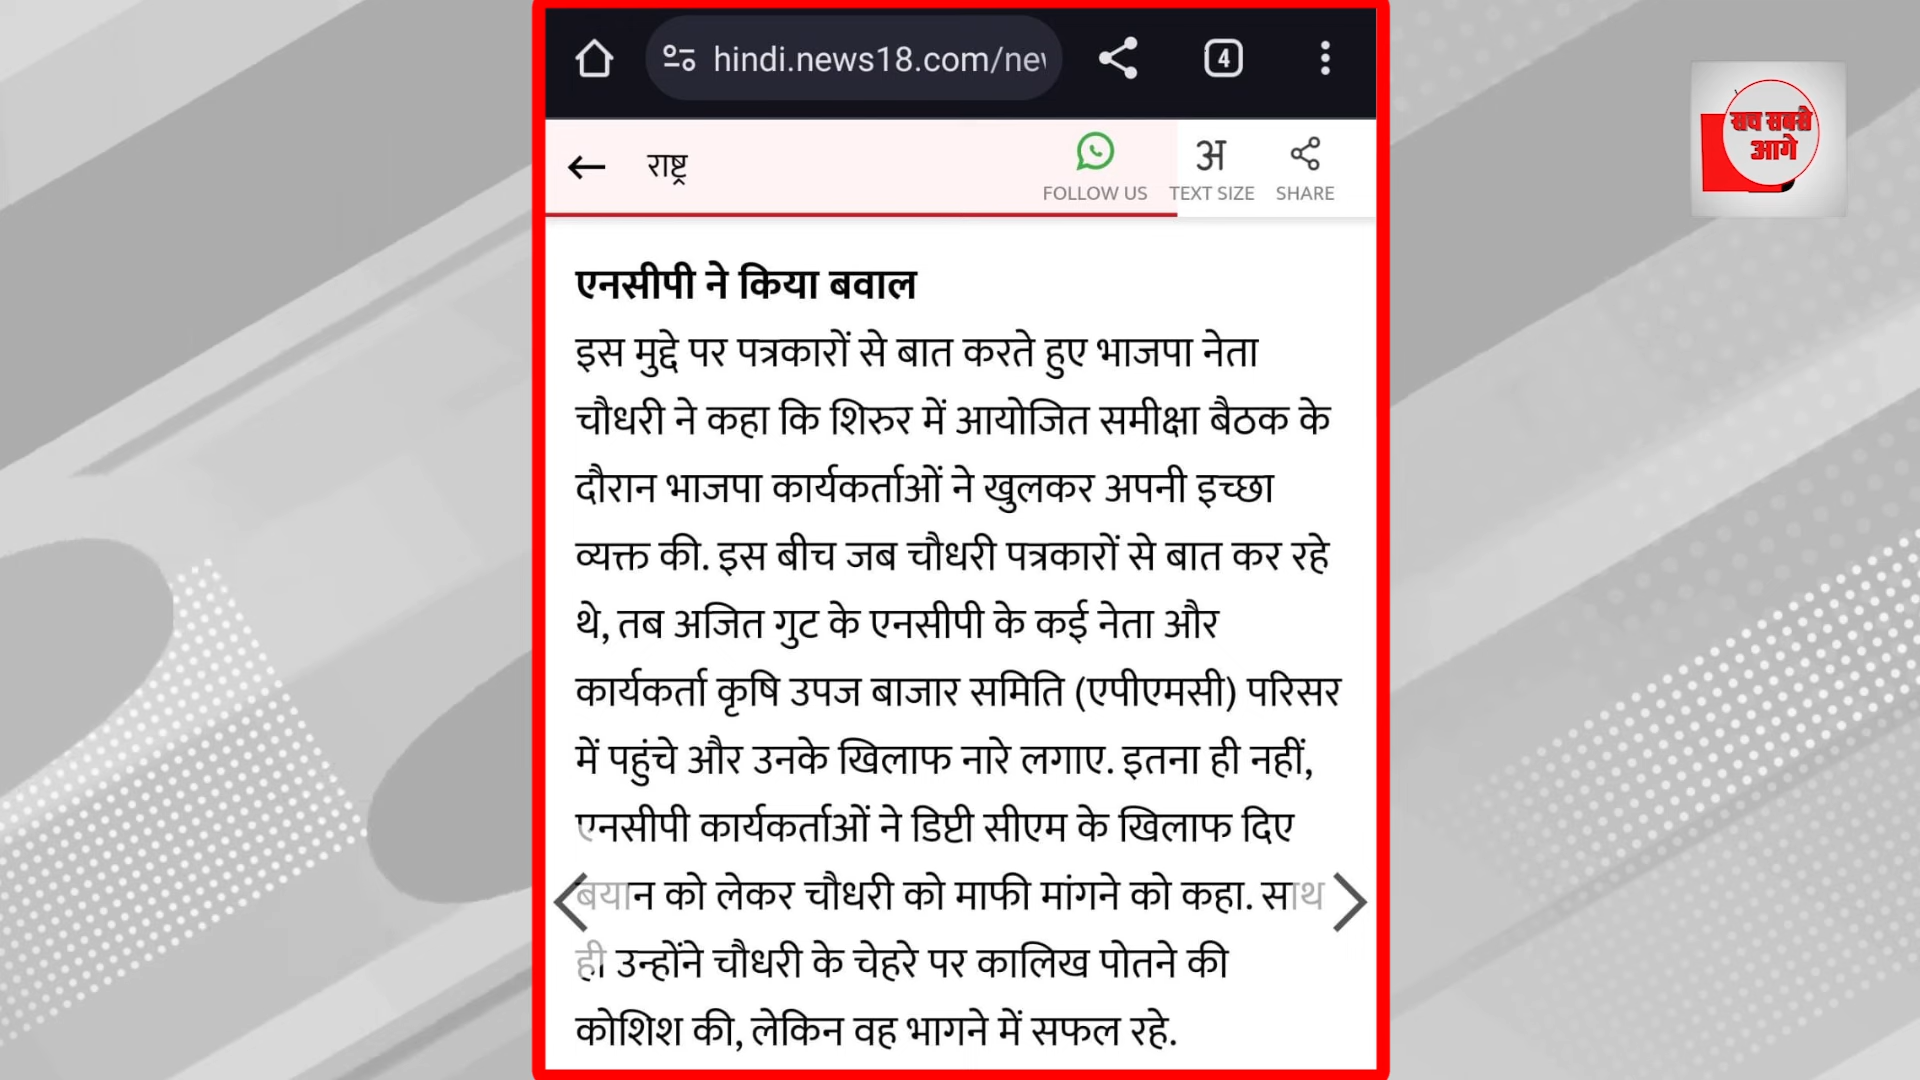 hindi.news18.com/nev
4
सच सबसे
आगे
राष्ट्र
FOLLOW US
अ
TEXT SIZE
SHARE
एनसीपी ने किया बवाल
इस मुद्दे पर पत्रकारों से बात करते हुए भाजपा नेता
चौधरी ने कहा कि शिरुर में आयोजित समीक्षा बैठक के
दौरान भाजपा कार्यकर्ताओं ने खुलकर अपनी इच्छा
व्यक्त की. इस बीच जब चौधरी पत्रकारों से बात कर रहे
थे, तब अजित गुट के एनसीपी के कई नेता और
कार्यकर्ता कृषि उपज बाजार समिति (एपीएमसी) परिसर
में पहुंचे और उनके खिलाफ नारे लगाए. इतना ही नहीं,
एनसीपी कार्यकर्ताओं ने डिप्टी सीएम के खिलाफ दिए
बयान को लेकर चौधरी को माफी मांगने को कहा. साथ
ही उन्होंने चौधरी के चेहरे पर कालिख पोतने की
कोशिश की, लेकिन वह भागने में सफल रहे.